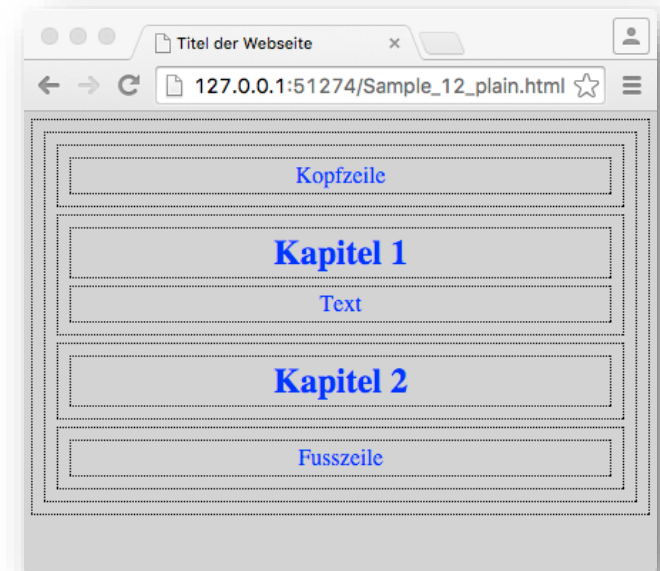 Titel der Webseite
127.0.0.1:51274/Sample_12_plain.html
Kopfzeile
Kapitel 1
Text
Kapitel 2
Fusszeile